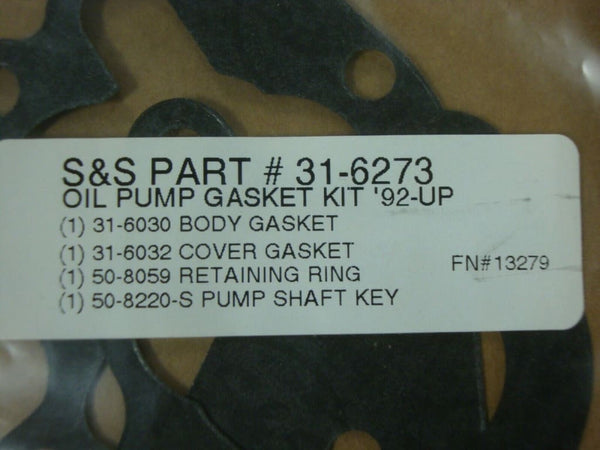 S&S PART # 31-6273
OIL PUMP GASKET KIT '92-UP
(1) 31-6030 BODY GASKET
(1) 31-6032 COVER GASKET
(1) 50-8059 RETAINING RING
(1) 50-8220-S PUMP SHAFT KEY
FN#13279